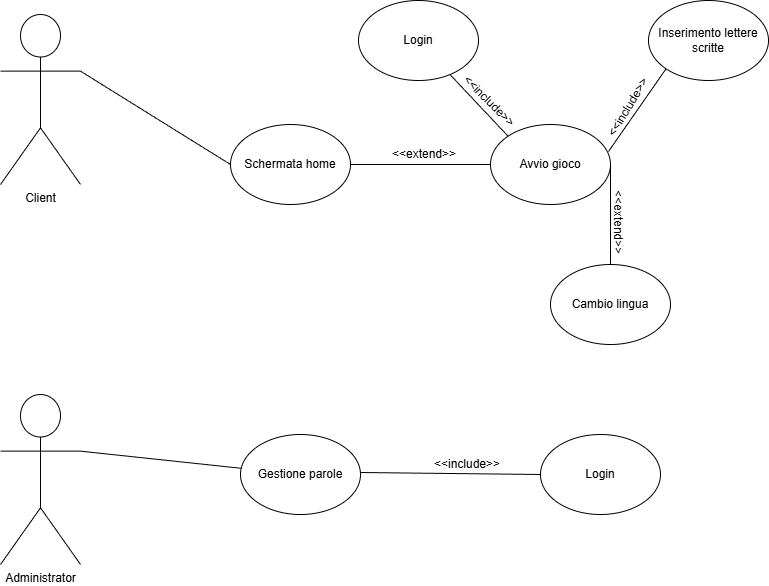 Login
Inserimento lettere
scritte
<<include>>
<<include>>
Schermata home
<<extend>>
Avvio gioco
Client
<<extend>>
Cambio lingua
Gestione parole
<<include>>
Login
Administrator